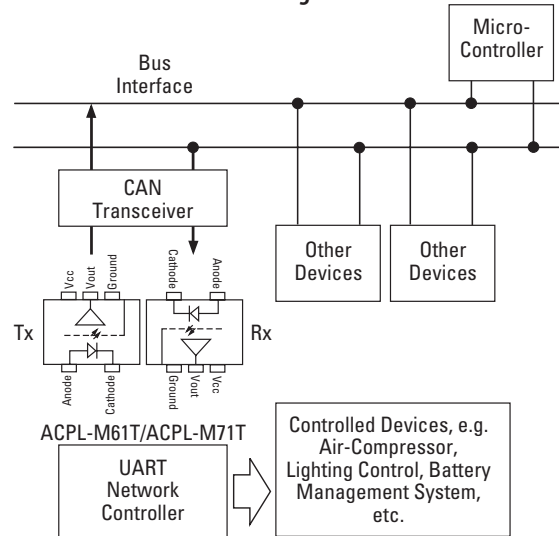 Micro-
Controller
Bus
Interface
CAN
Transceiver
Other
Devices
Other
Devices
Vcc
Vout
Ground
Cathode
Anode
Tx
Rx
Anode
Cathode
Ground
Vout
Vcc
ACPL-M61T/ACPL-M71T
UART
Network
Controller
Controlled Devices, e.g.
Air-Compressor,
Lighting Control, Battery
Management System,
etc.